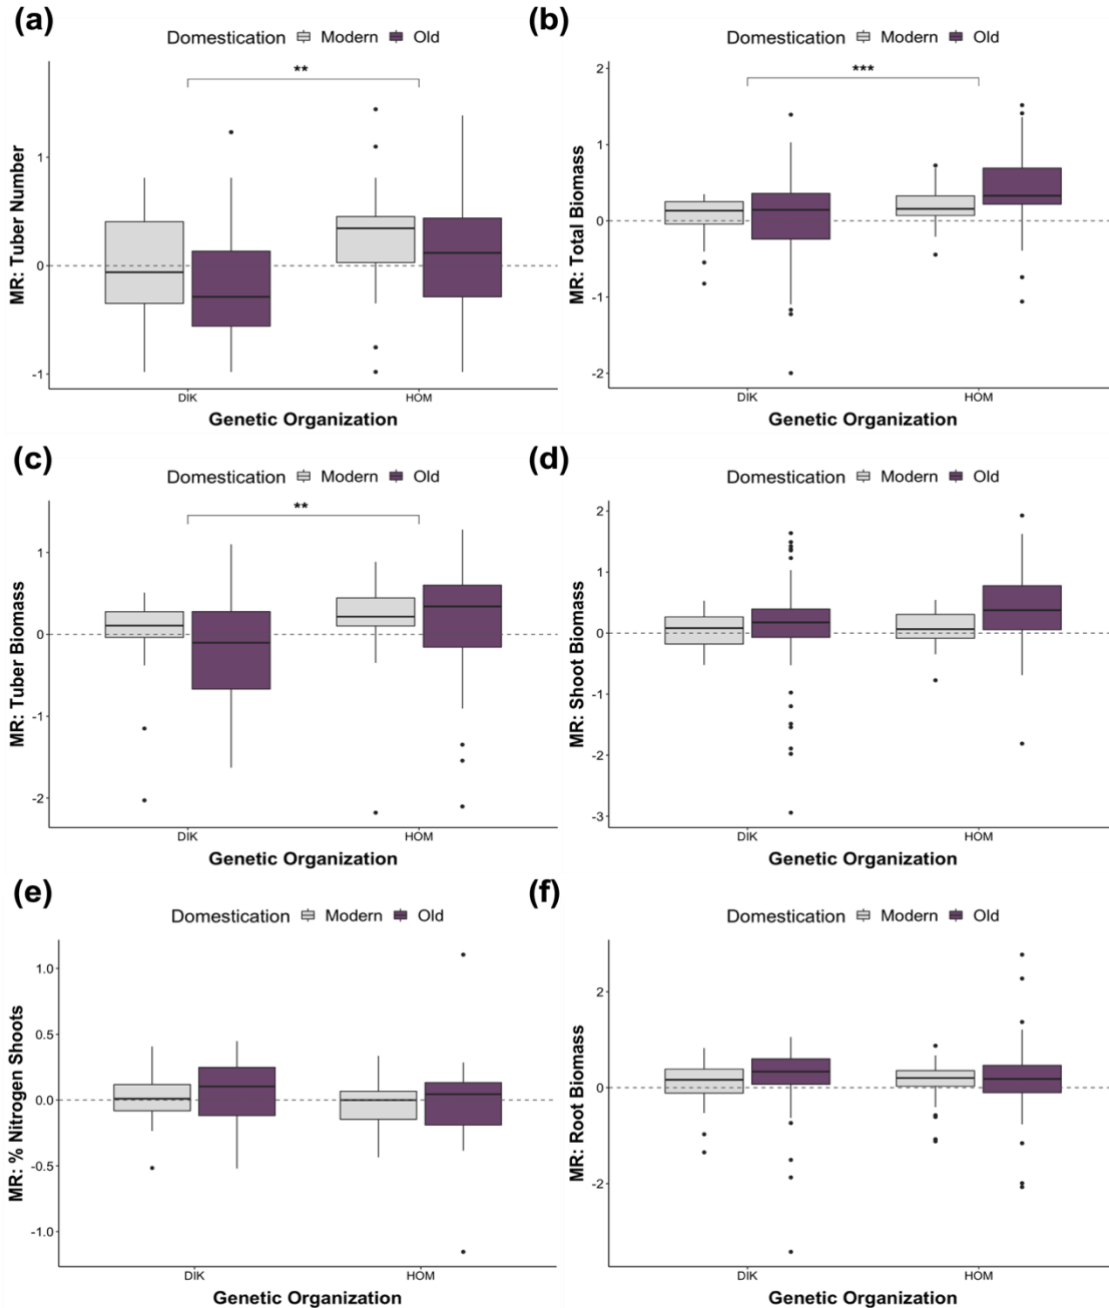 (a)
Domestication Modern Old
**
MR: Tuber Number
1
0
-1
DIK HOM
Genetic Organization
(b)
Domestication Modern Old
***
MR: Total Biomass
2
1
0
-1
-2
DIK HOM
Genetic Organization
(c)
Domestication Modern Old
**
MR: Tuber Biomass
1
0
-1
-2
DIK HOM
Genetic Organization
(d)
Domestication Modern Old
MR: Shoot Biomass
2
1
0
-1
-2
-3
DIK HOM
Genetic Organization
(e)
Domestication Modern Old
MR: % Nitrogen Shoots
1.0
0.5
0.0
-0.5
-1.0
DIK HOM
Genetic Organization
(f)
Domestication Modern Old
MR: Root Biomass
2
0
-2
DIK HOM
Genetic Organization